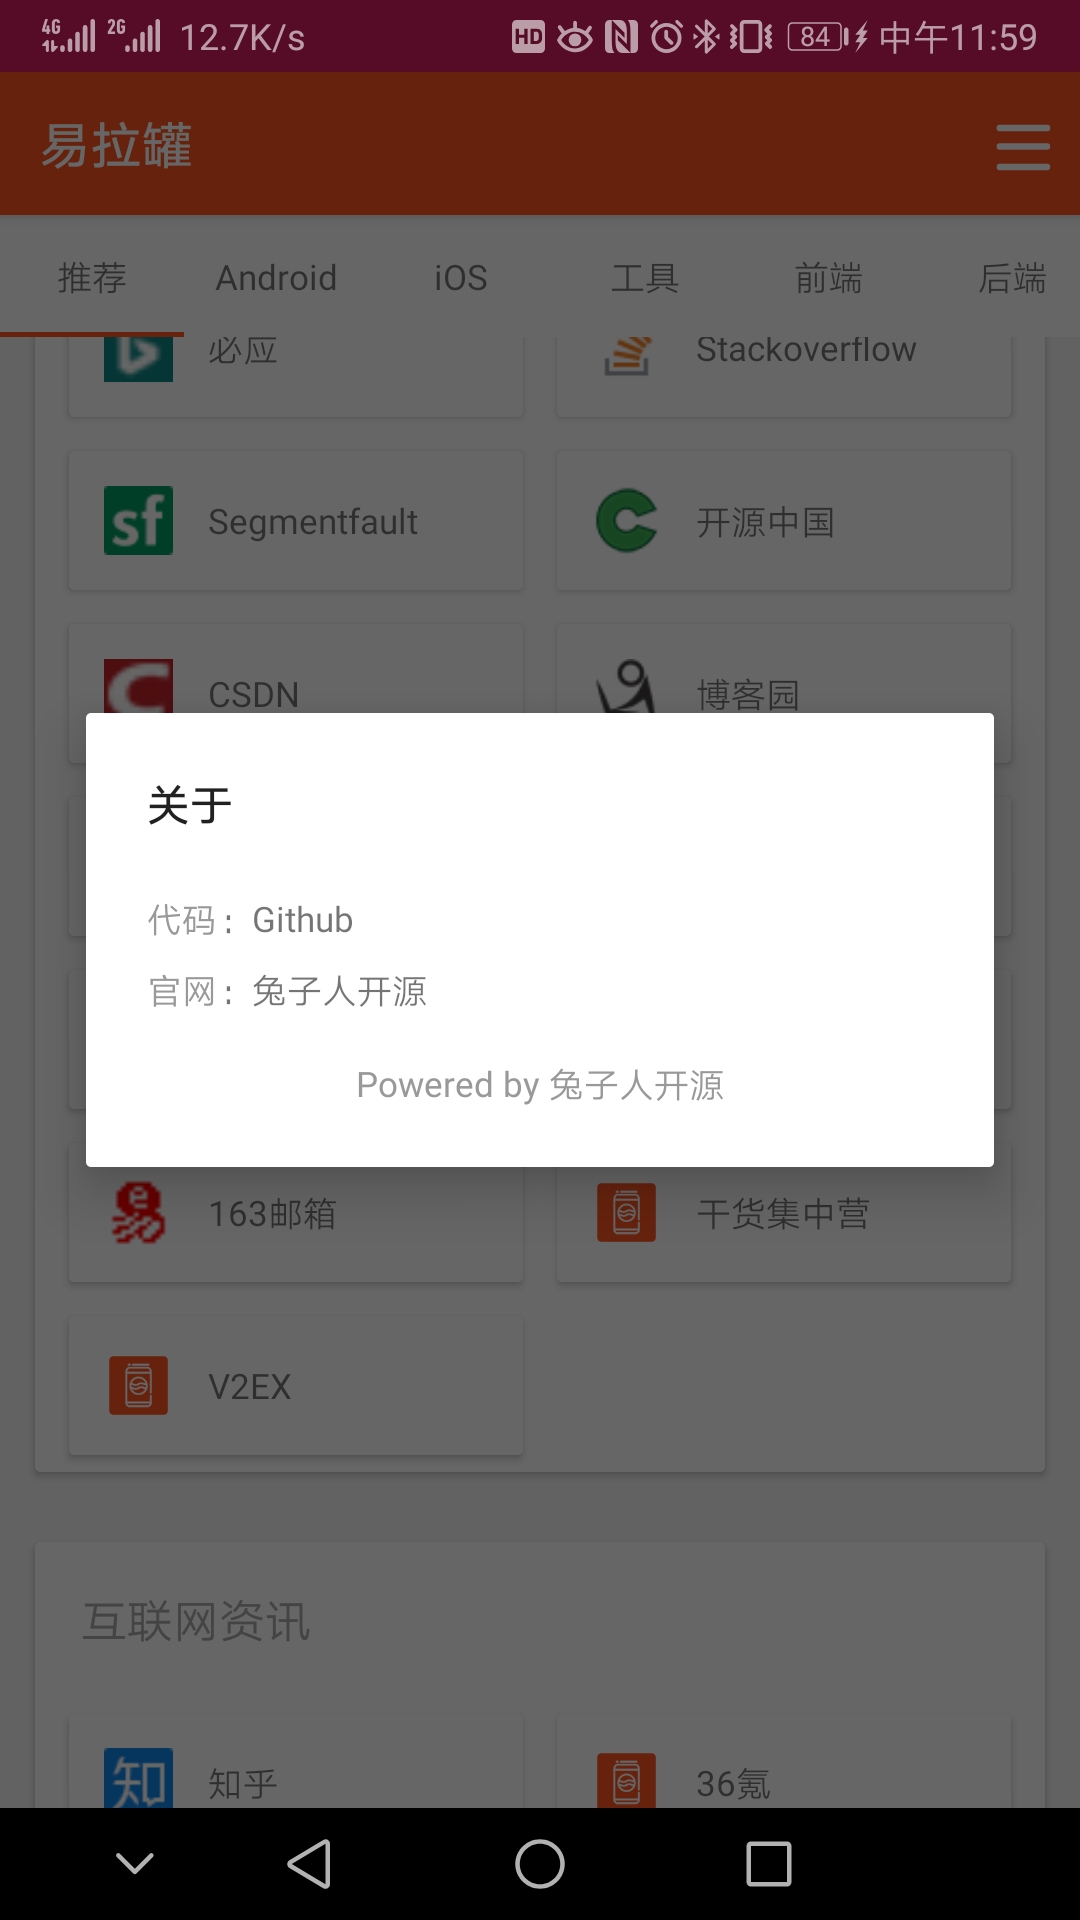 4G 2G 12.7K/s HD 84 中午11:59
易拉罐
推荐 Android iOS 工具 前端 后端
必应 Stackoverflow
sf Segmentfault 开源中国
CSDN 博客园
关于
代码： Github
官网： 兔子人开源
Powered by 兔子人开源
163邮箱 干货集中营
V2EX
互联网资讯
知 知乎 36氪